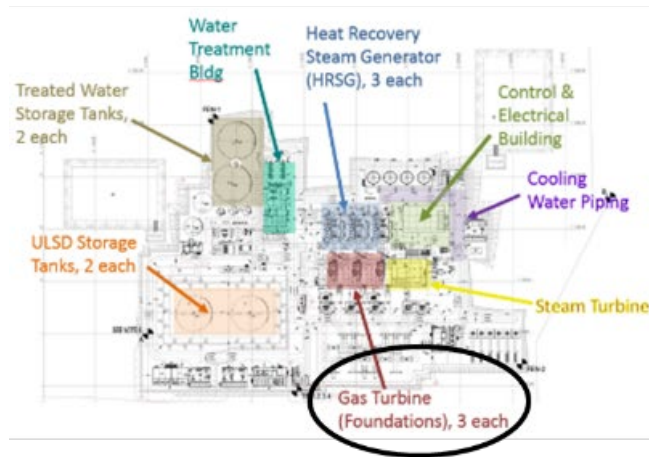 Water
Treatment
Bldg
Heat Recovery
Steam Generator
(HRSG), 3 each
Treated Water
Storage Tanks,
2 each
Control &
Electrical
Building
Cooling
Water Piping
ULSD Storage
Tanks, 2 each
Steam Turbine
Gas Turbine
(Foundations), 3 each